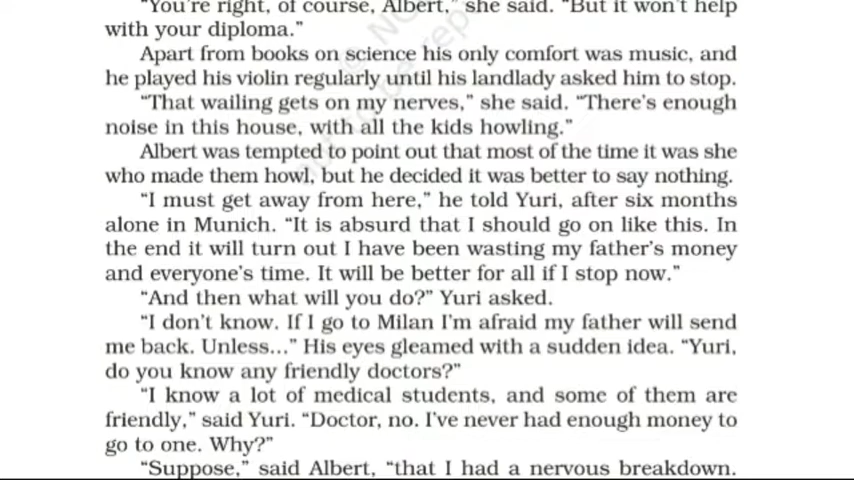 "You're right, of course, Albert," she said. "But it won't help
with your diploma."
Apart from books on science his only comfort was music, and
he played his violin regularly until his landlady asked him to stop.
"That wailing gets on my nerves," she said. "There's enough
noise in this house, with all the kids howling."
Albert was tempted to point out that most of the time it was she
who made them howl, but he decided it was better to say nothing.
"I must get away from here," he told Yuri, after six months
alone in Munich. "It is absurd that I should go on like this. In
the end it will turn out I have been wasting my father's money
and everyone's time. It will be better for all if I stop now."
"And then what will you do?" Yuri asked.
"I don't know. If I go to Milan I'm afraid my father will send
me back. Unless..." His eyes gleamed with a sudden idea. "Yuri,
do you know any friendly doctors?"
"I know a lot of medical students, and some of them are
friendly," said Yuri. "Doctor, no. I've never had enough money to
go to one. Why?"
"Suppose," said Albert, "that I had a nervous breakdown.